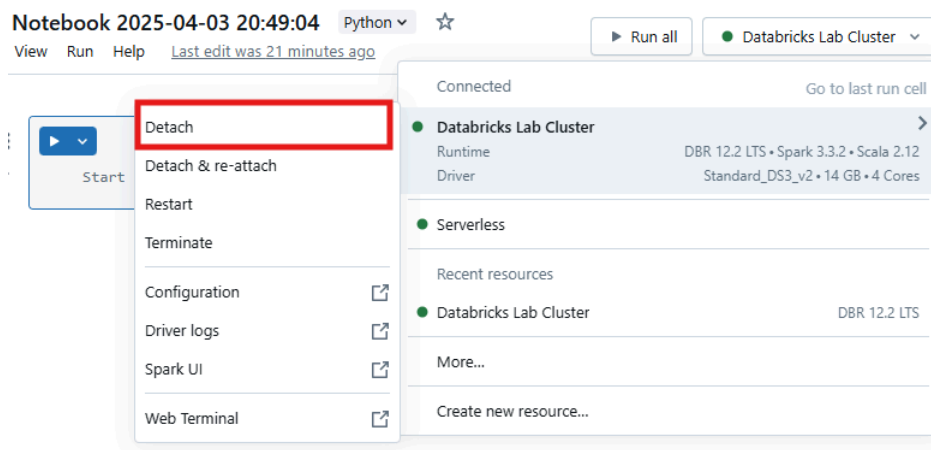 Notebook 2025-04-03 20:49:04 Python
View Run Help Last edit was 21 minutes ago
Run all
Databricks Lab Cluster
Connected
Go to last run cell
Databricks Lab Cluster
Runtime DBR 12.2 LTS • Spark 3.3.2 • Scala 2.12
Driver Standard_DS3_v2 • 14 GB • 4 Cores
Serverless
Recent resources
Databricks Lab Cluster DBR 12.2 LTS
More...
Create new resource...
Detach
Detach & re-attach
Restart
Terminate
Configuration
Driver logs
Spark UI
Web Terminal
Start